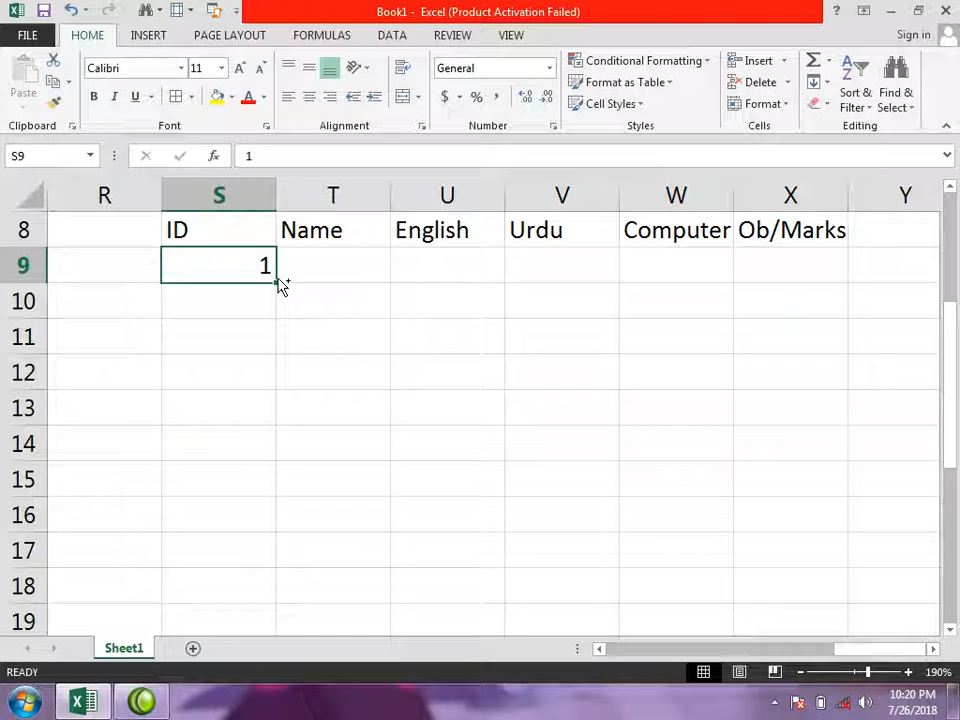 Book1 - Excel (Product Activation Failed)
FILE HOME INSERT PAGE LAYOUT FORMULAS DATA REVIEW VIEW Sign in
Paste
Calibri 11
B I U
General
$ % ,
Conditional Formatting
Format as Table
Cell Styles
Insert
Delete
Format
Sort & Filter
Find & Select
Clipboard Font Alignment Number Styles Cells Editing
S9 fx 1
R S T U V W X Y
8 ID Name English Urdu Computer Ob/Marks
9 1
10
11
12
13
14
15
16
17
18
19
Sheet1
READY 190%
10:20 PM
7/26/2018